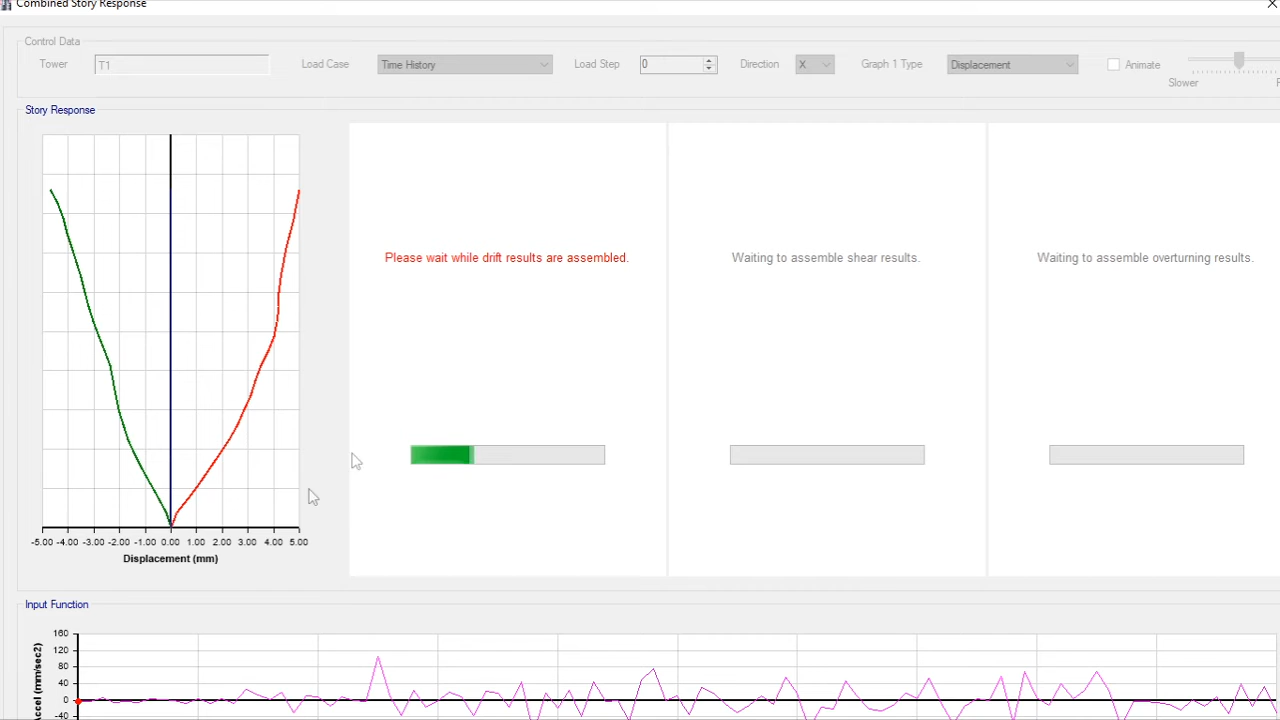 Combined Story Response
Control Data
Tower T1 Load Case Time History Load Step 0 Direction X Graph 1 Type Displacement Animate
Slower
Story Response
Please wait while drift results are assembled. Waiting to assemble shear results. Waiting to assemble overturning results.
-5.00 -4.00 -3.00 -2.00 -1.00 0.00 1.00 2.00 3.00 4.00 5.00
Displacement (mm)
Input Function
Accel (mm/sec2)
160
120
80
40
0
-40